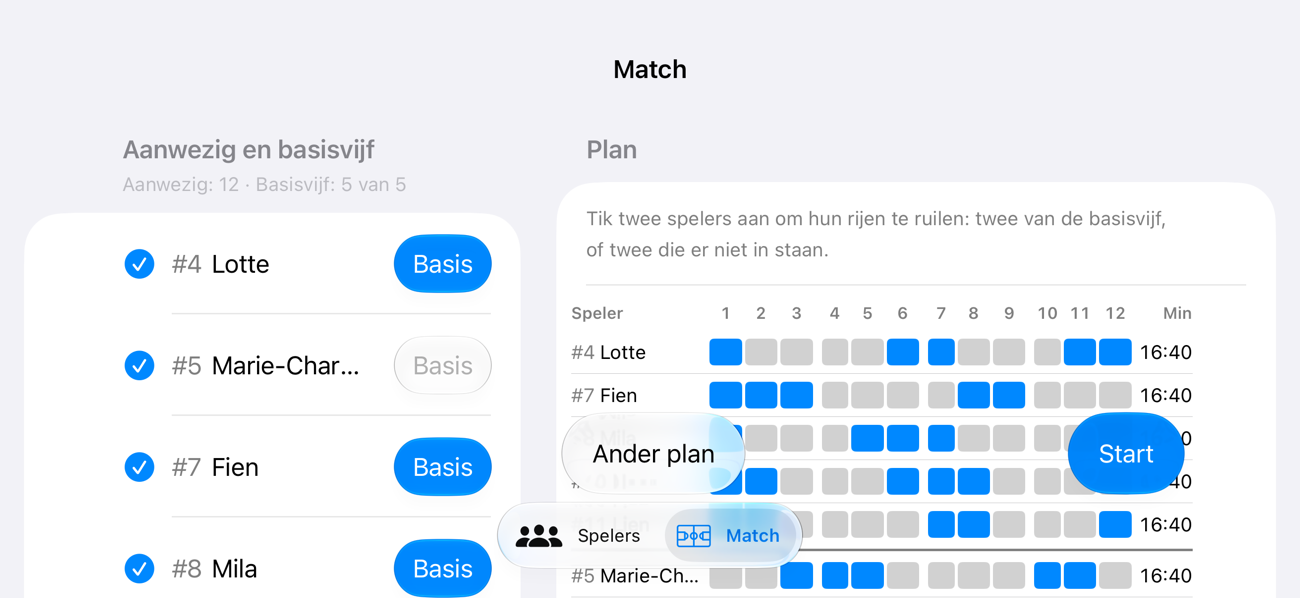 Match
Aanwezig en basisvijf
Aanwezig: 12 · Basisvijf: 5 van 5
#4 Lotte Basis
#5 Marie-Char... Basis
#7 Fien Basis
#8 Mila Basis
Plan
Tik twee spelers aan om hun rijen te ruilen: twee van de basisvijf,
of twee die er niet in staan.
Speler 1 2 3 4 5 6 7 8 9 10 11 12 Min
#4 Lotte 16:40
#7 Fien 16:40
Ander plan
Start
16:40
#5 Marie-Ch... 16:40
Spelers
Match